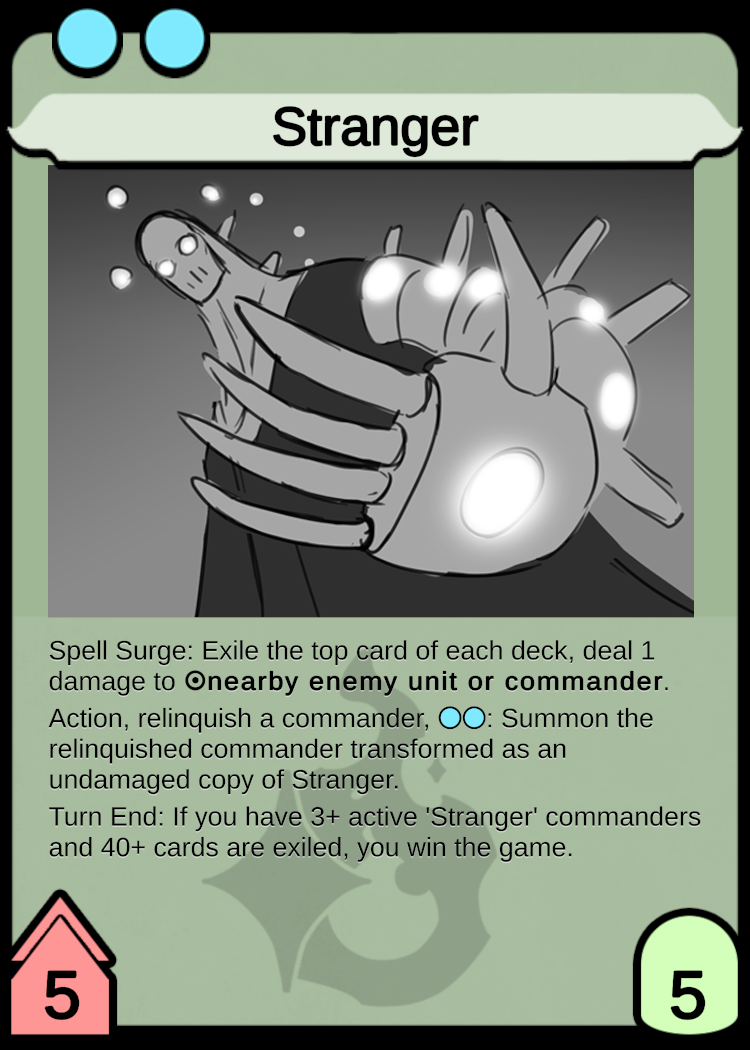 Stranger
Spell Surge: Exile the top card of each deck, deal 1
damage to ⊙nearby enemy unit or commander.
Action, relinquish a commander, : Summon the
relinquished commander transformed as an
undamaged copy of Stranger.
Turn End: If you have 3+ active 'Stranger' commanders
and 40+ cards are exiled, you win the game.
5
5